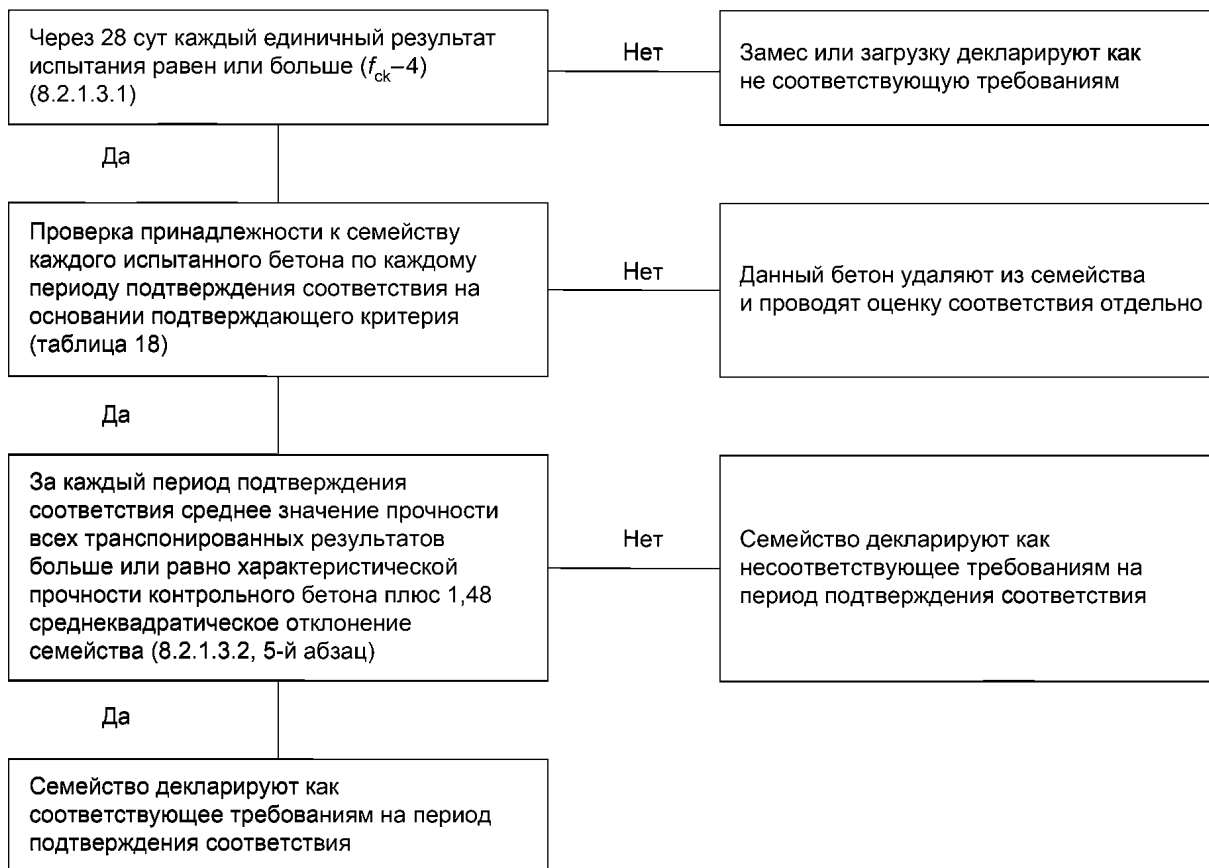 Через 28 сут каждый единичный результат
испытания равен или больше (fck–4)
(8.2.1.3.1)
Нет
Замес или загрузку декларируют как
не соответствующую требованиям
Да
Проверка принадлежности к семейству
каждого испытанного бетона по каждому
периоду подтверждения соответствия на
основании подтверждающего критерия
(таблица 18)
Нет
Данный бетон удаляют из семейства
и проводят оценку соответствия отдельно
Да
За каждый период подтверждения
соответствия среднее значение прочности
всех транспонированных результатов
больше или равно характеристической
прочности контрольного бетона плюс 1,48
среднеквадратическое отклонение
семейства (8.2.1.3.2, 5-й абзац)
Нет
Семейство декларируют как
несоответствующее требованиям на
период подтверждения соответствия
Да
Семейство декларируют как
соответствующее требованиям на период
подтверждения соответствия